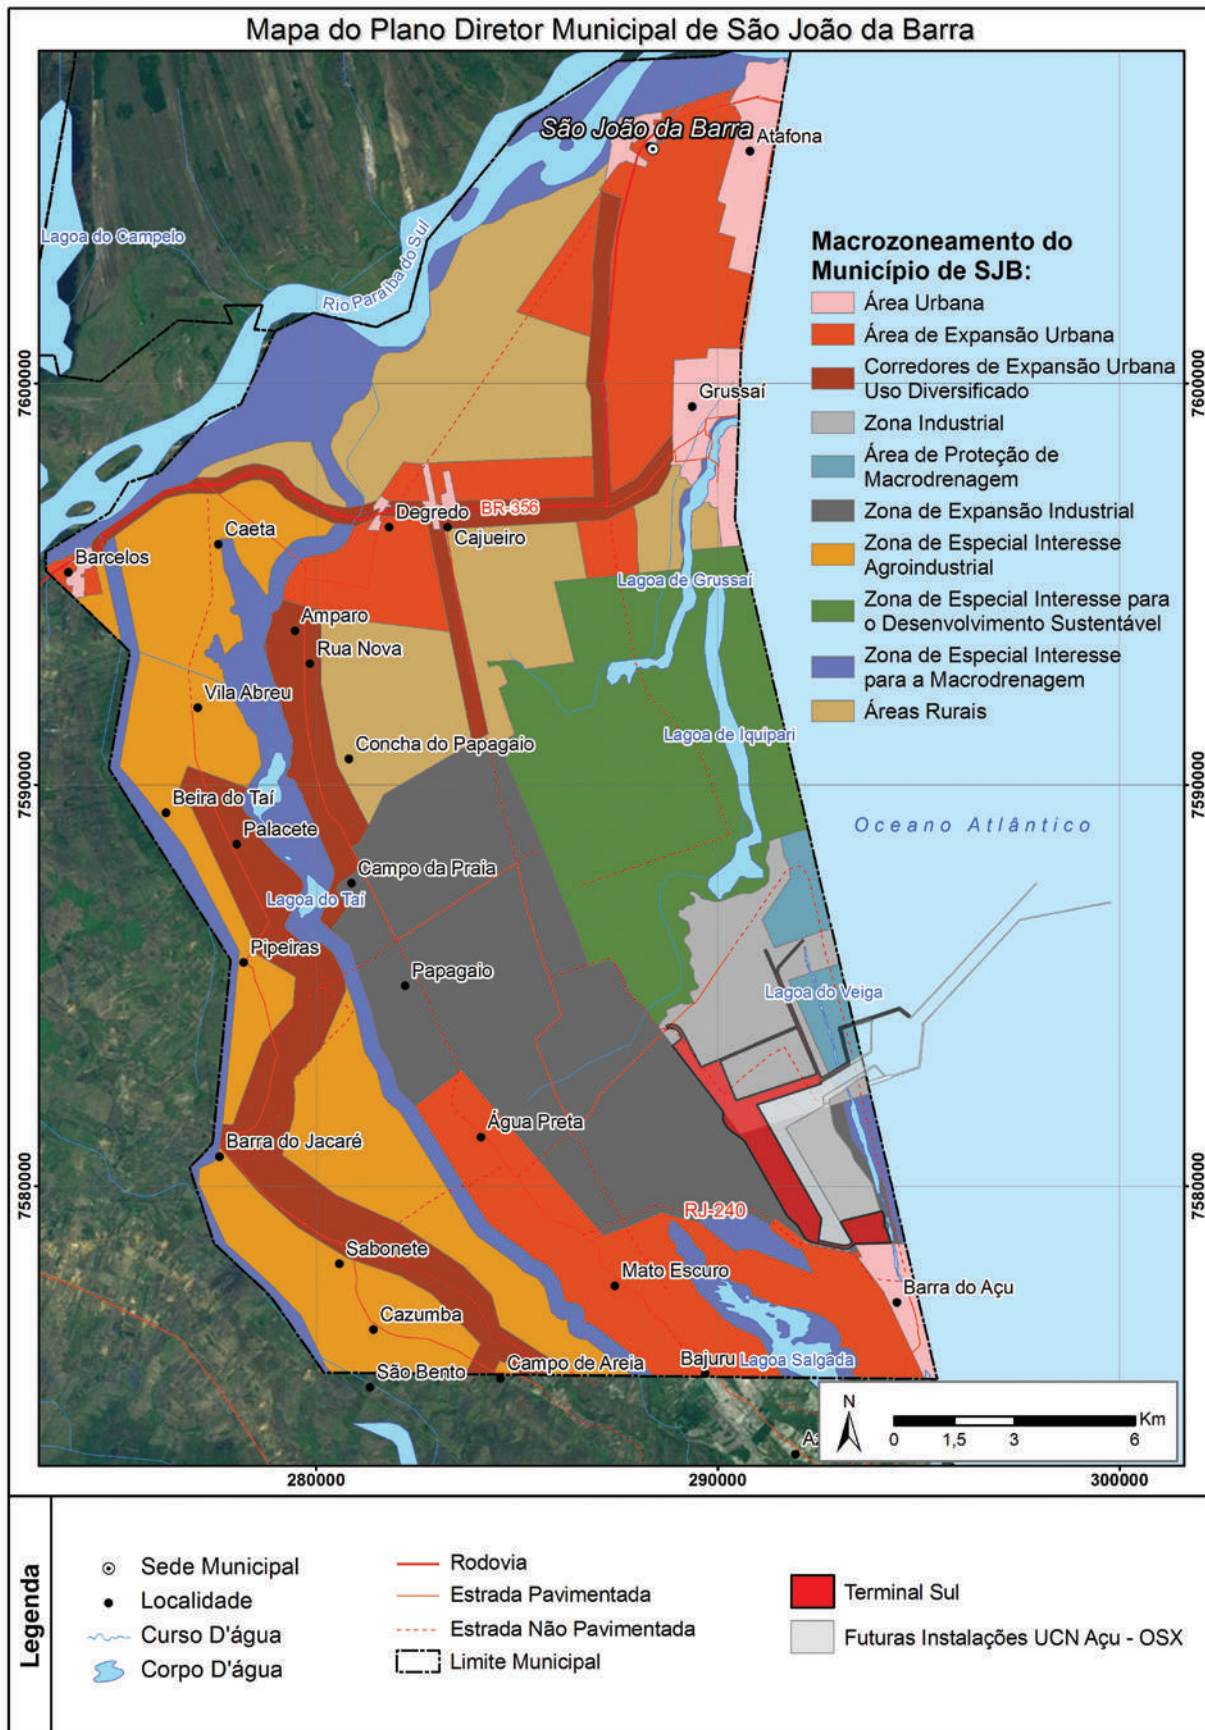 Mapa do Plano Diretor Municipal de São João da Barra
São João da Barra
Atafona
Lagoa do Campelo
Rio Paraíba do Sul
Macrozoneamento do
Município de SJB:
Área Urbana
Área de Expansão Urbana
Corredores de Expansão Urbana
Uso Diversificado
Zona Industrial
Área de Proteção de
Macrodrenagem
Zona de Expansão Industrial
Zona de Especial Interesse
Agroindustrial
Zona de Especial Interesse para
o Desenvolvimento Sustentável
Zona de Especial Interesse
para a Macrodrenagem
Áreas Rurais
7600000
7600000
Grussaí
Degredo
BR-356
Cajueiro
Caeta
Barcelos
Lagoa de Grussaí
Amparo
Rua Nova
Vila Abreu
Lagoa de Iquipari
Concha do Papagaio
7590000
7590000
Beira do Taí
Palacete
Oceano Atlântico
Campo da Praia
Lagoa do Taí
Pipeiras
Papagaio
Lagoa do Veiga
Água Preta
Barra do Jacaré
7580000
7580000
RJ-240
Sabonete
Mato Escuro
Barra do Açu
Cazumba
São Bento
Campo de Areia
Bajuru
Lagoa Salgada
N
Km
0 1,5 3 6
280000
290000
300000
Legenda
Sede Municipal
Localidade
Curso D'água
Corpo D'água
Rodovia
Estrada Pavimentada
Estrada Não Pavimentada
Limite Municipal
Terminal Sul
Futuras Instalações UCN Açu - OSX